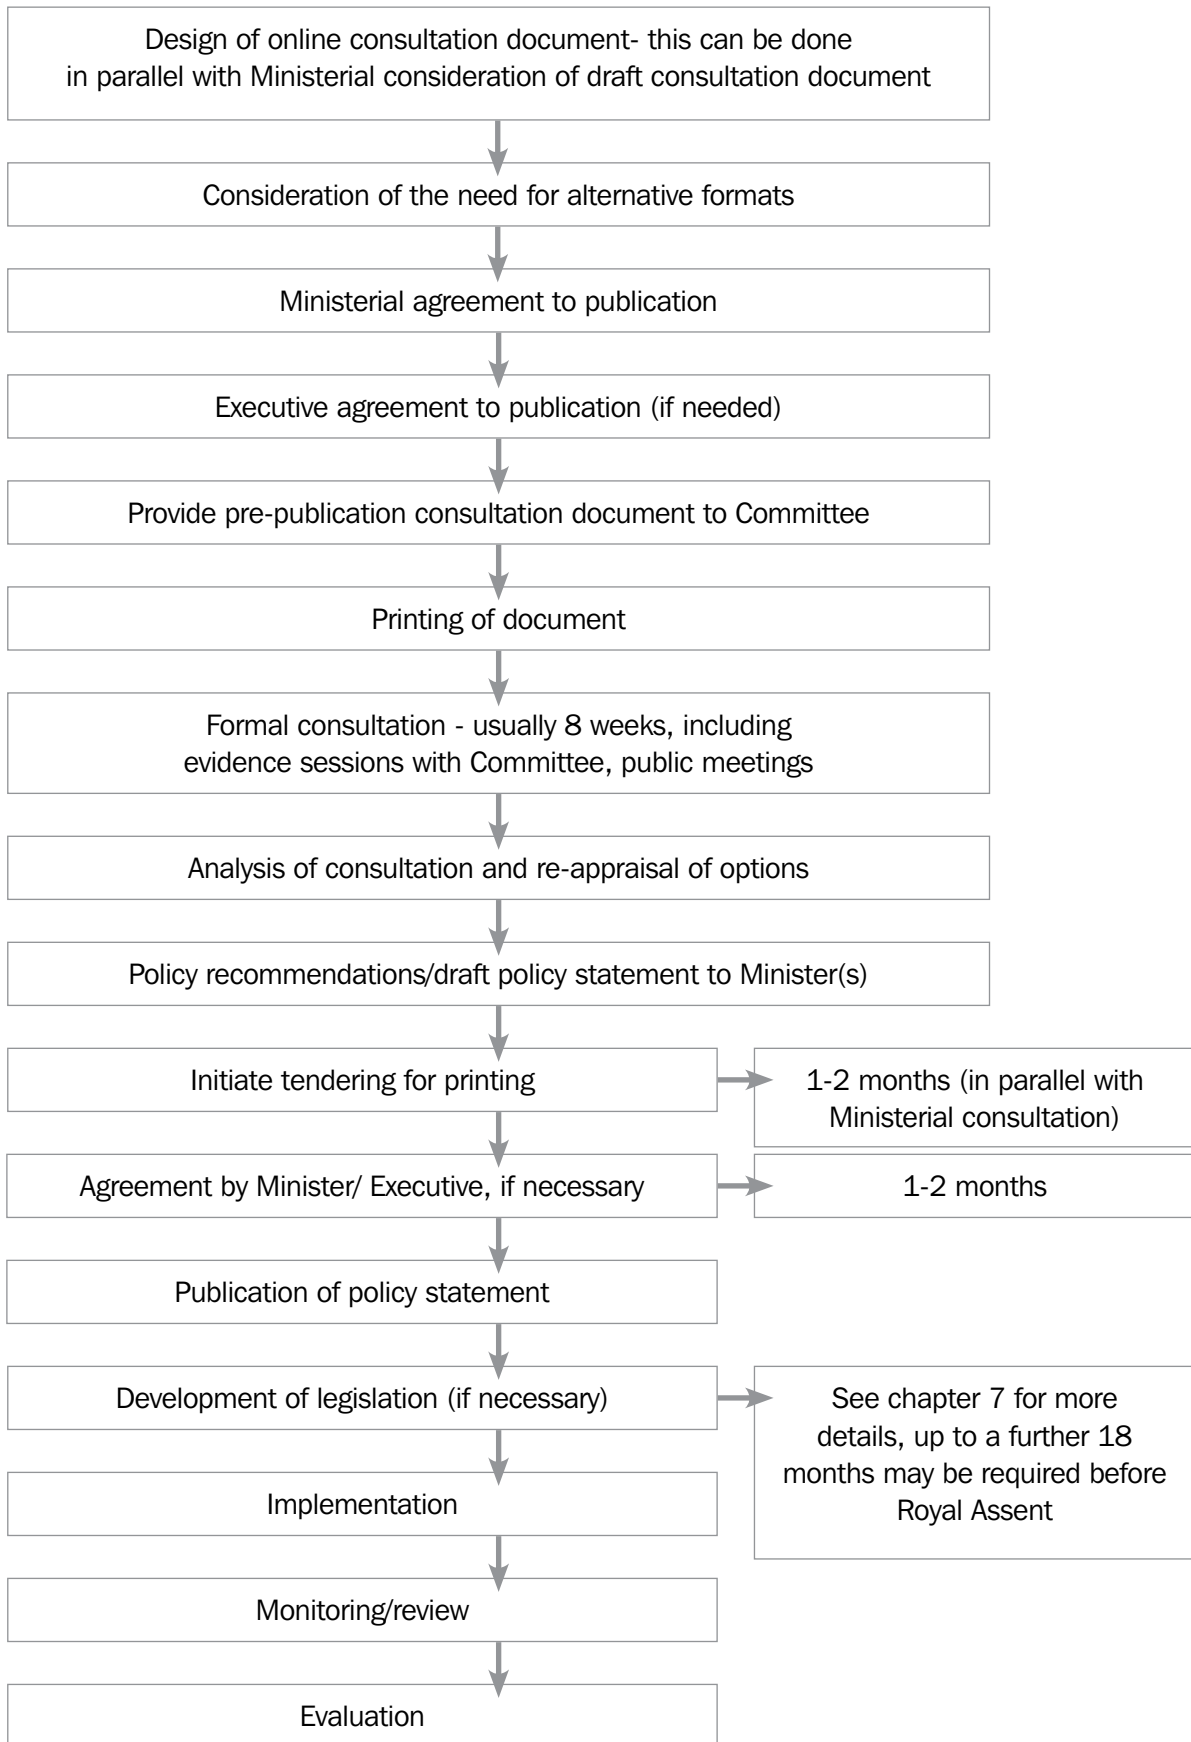 Design of online consultation document- this can be done
in parallel with Ministerial consideration of draft consultation document
Consideration of the need for alternative formats
Ministerial agreement to publication
Executive agreement to publication (if needed)
Provide pre-publication consultation document to Committee
Printing of document
Formal consultation - usually 8 weeks, including
evidence sessions with Committee, public meetings
Analysis of consultation and re-appraisal of options
Policy recommendations/draft policy statement to Minister(s)
Initiate tendering for printing
1-2 months (in parallel with
Ministerial consultation)
Agreement by Minister/ Executive, if necessary
1-2 months
Publication of policy statement
Development of legislation (if necessary)
See chapter 7 for more
details, up to a further 18
months may be required before
Royal Assent
Implementation
Monitoring/review
Evaluation